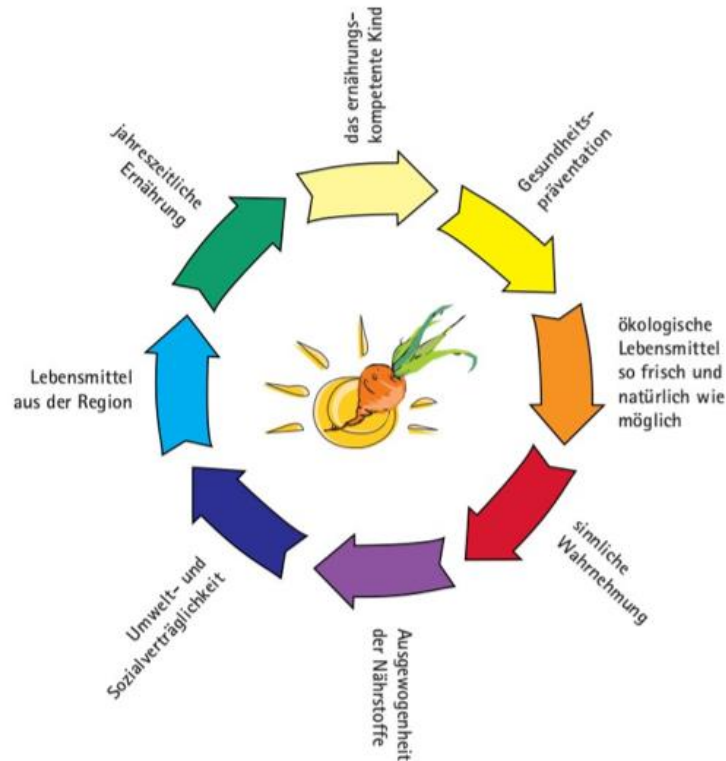 das ernährungs-
kompetente Kind
Gesundheits-
präventation
ökologische
Lebensmittel
so frisch und
natürlich wie
möglich
sinnliche
Wahrnehmung
Ausgewogenheit
der Nährstoffe
Umwelt- und
Sozialverträglichkeit
Lebensmittel
aus der Region
jahreszeitliche
Ernährung